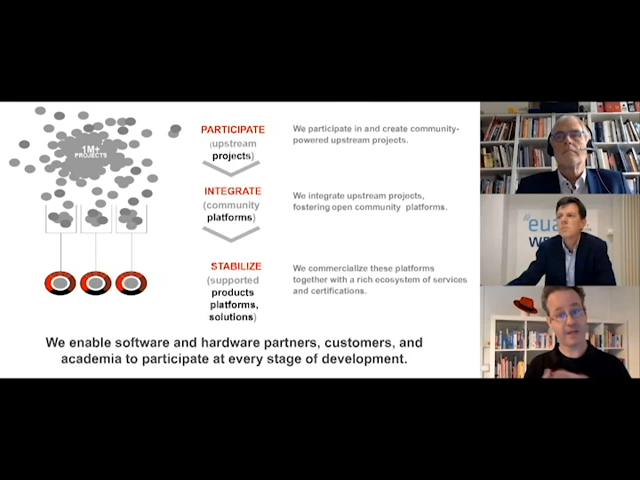 1M+
PROJECTS
PARTICIPATE
(upstream
projects)
We participate in and create community-
powered upstream projects.
INTEGRATE
(community
platforms)
We integrate upstream projects,
fostering open community platforms.
STABILIZE
(supported
products
platforms,
solutions)
We commercialize these platforms
together with a rich ecosystem of services
and certifications.
We enable software and hardware partners, customers, and
academia to participate at every stage of development.